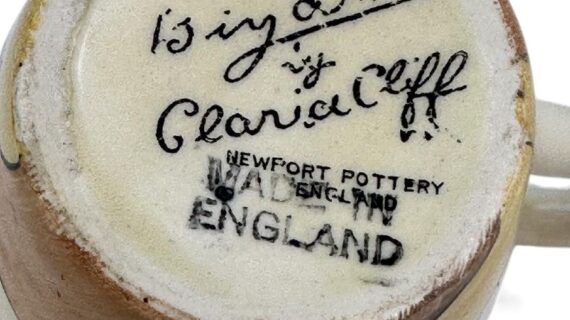 by
Clarice Cliff
NEWPORT POTTERY
ENGLAND
MADE IN
ENGLAND